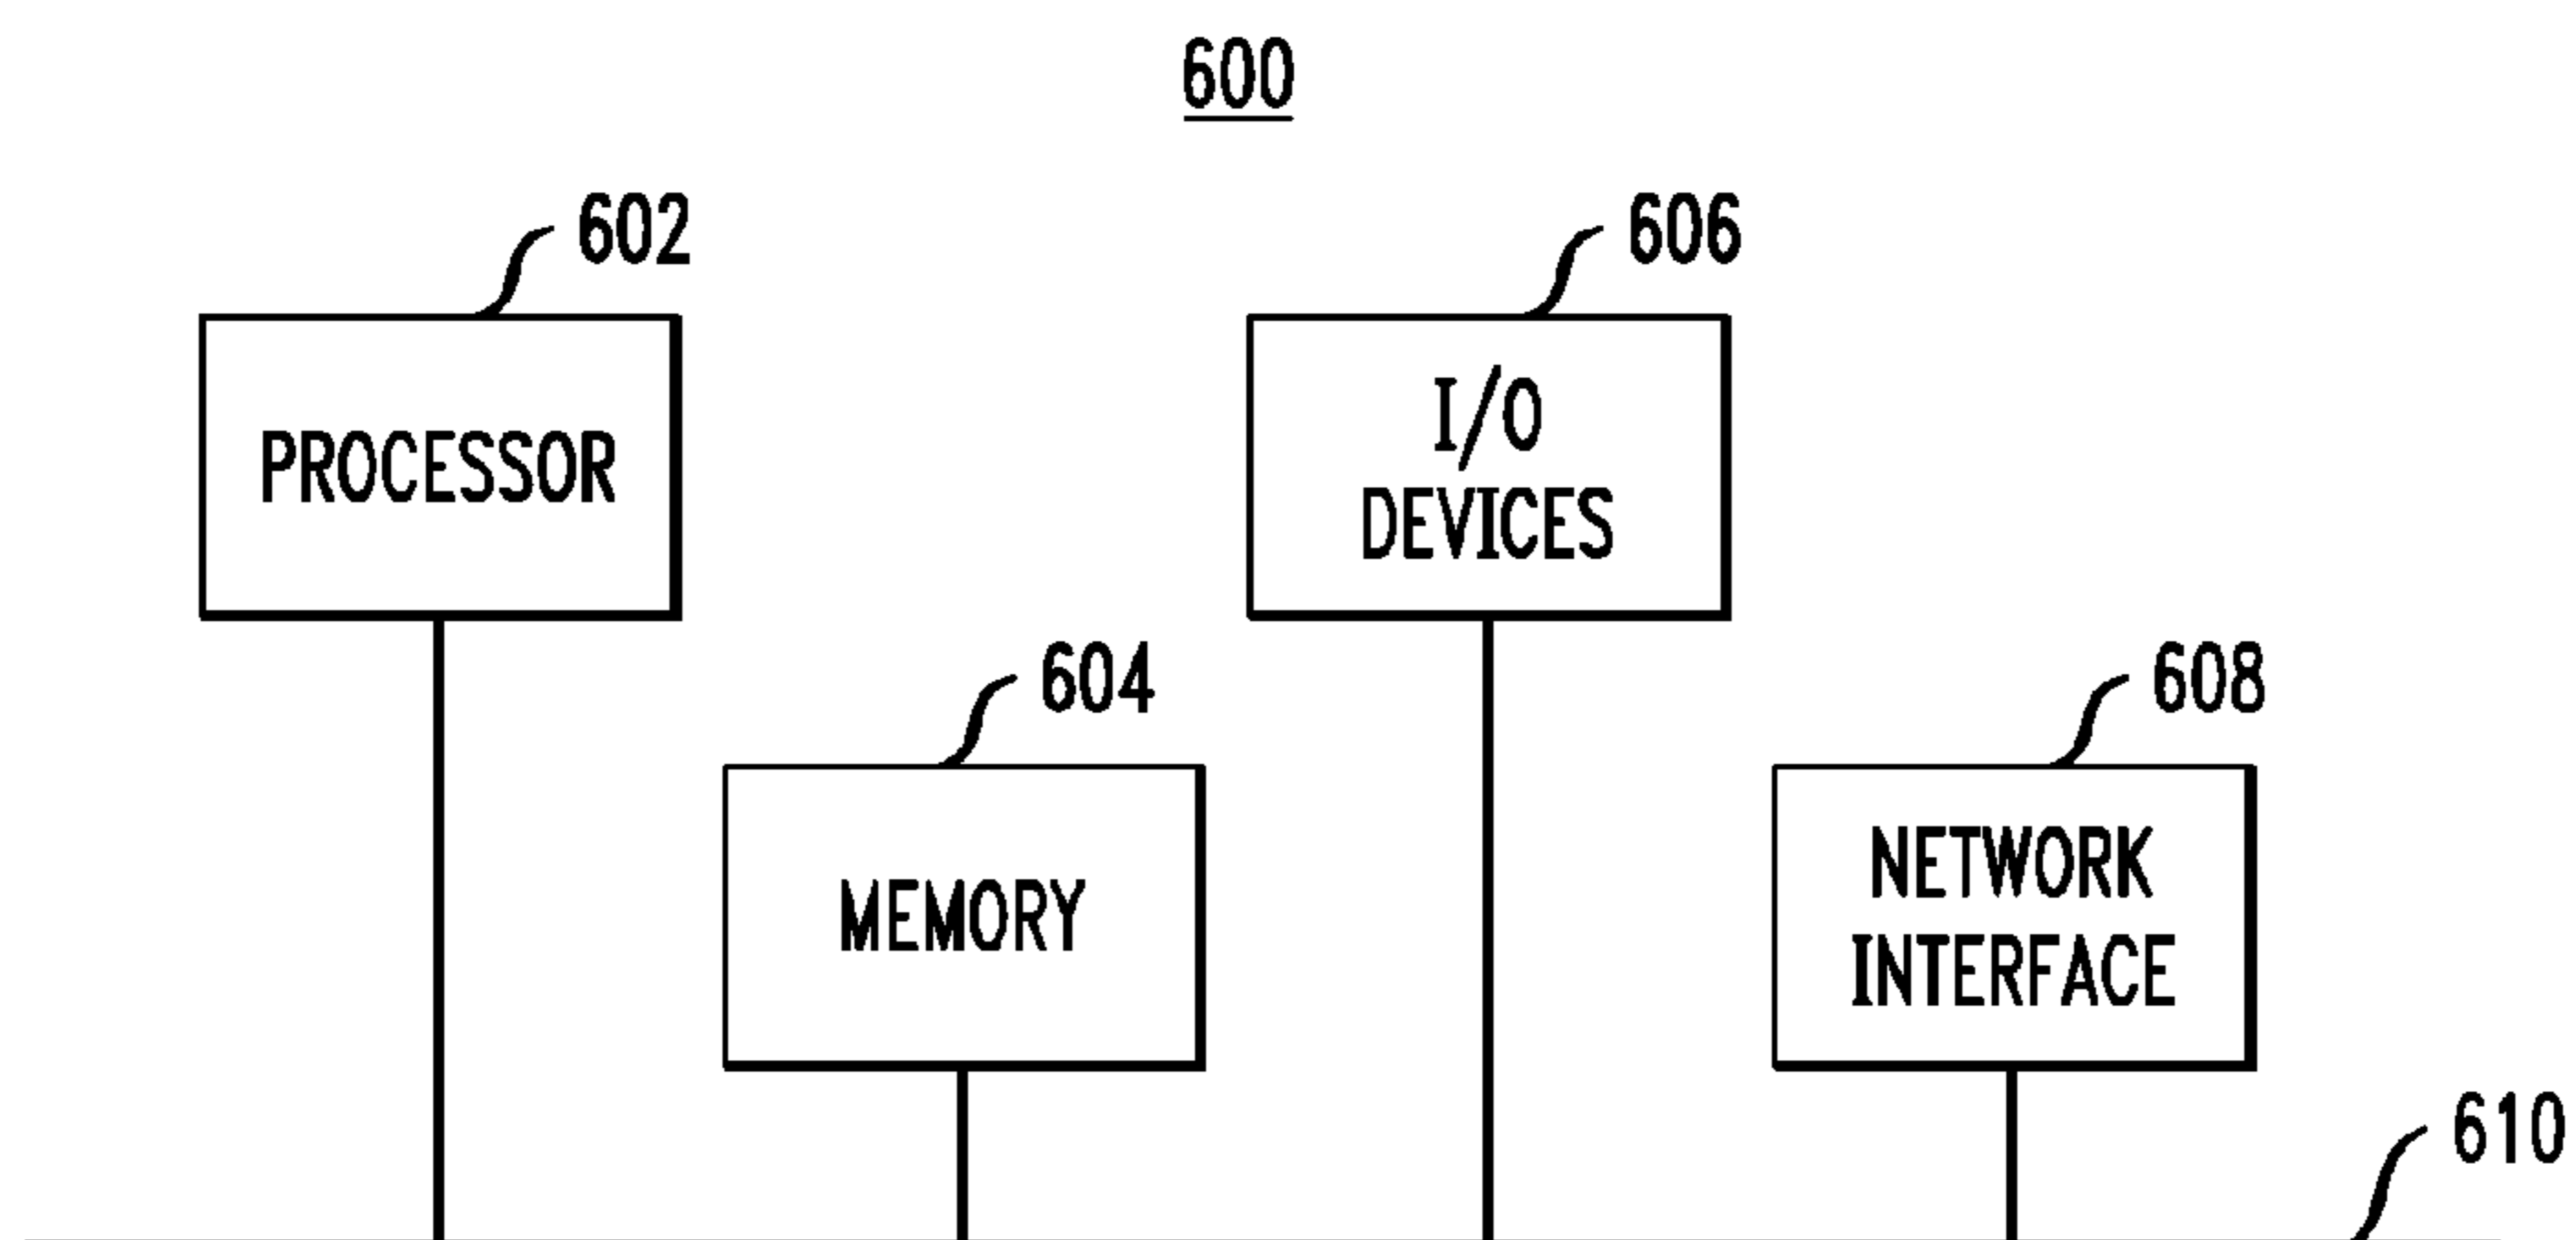 600
602
606
PROCESSOR
I/O
DEVICES
604
608
MEMORY
NETWORK
INTERFACE
610